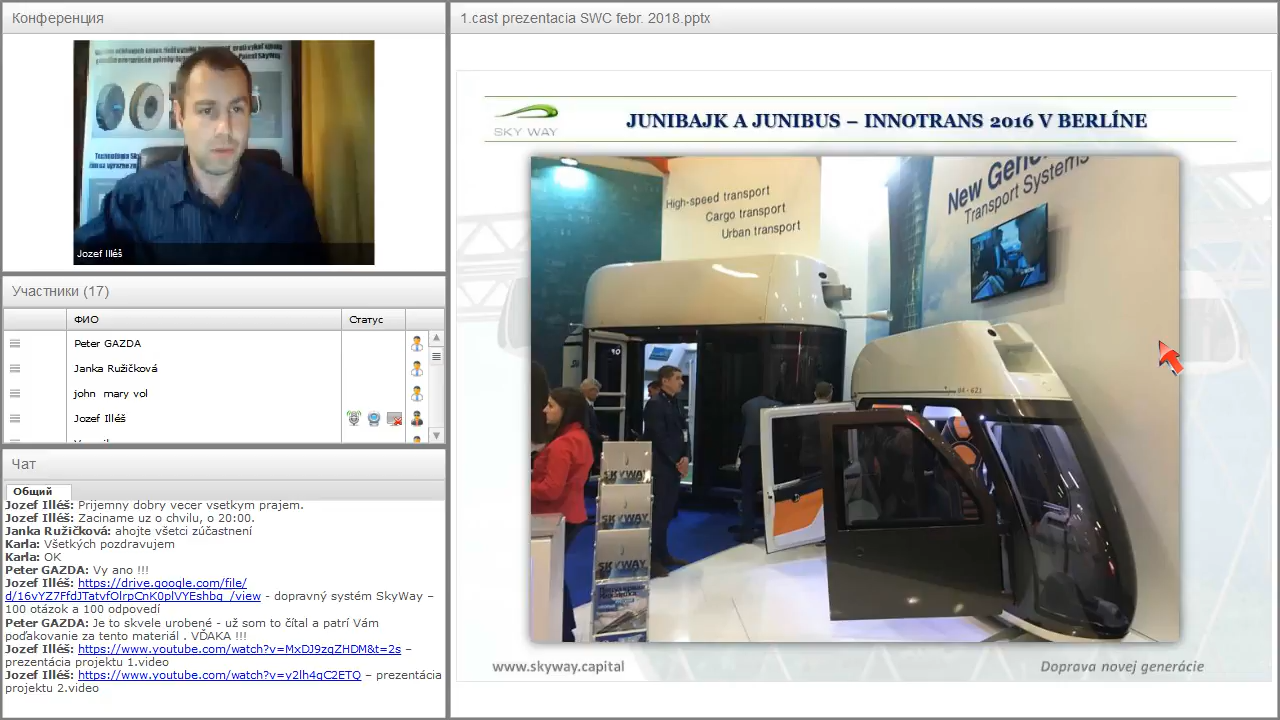 Конференция
Jozef Illéš
Участники (17)
ФИО
Статус
Peter GAZDA
Janka Ružičková
john mary vol
Jozef Illéš
Чат
Общий
Jozef Illéš: Prijemny dobry vecer vsetkym prajem.
Jozef Illéš: Zaciname uz o chvilu, o 20:00.
Janka Ružičková: ahojte všetci zúčastnení
Karla: Všetkých pozdravujem
Karla: OK
Peter GAZDA: Vy ano !!!
Jozef Illéš: https://drive.google.com/file/
d/16vYZ7FfdJTatvfOlrpCnK0plVYEshbq_/view - dopravný systém SkyWay –
100 otázok a 100 odpovedí
Peter GAZDA: Je to skvele urobené - už som to čítal a patrí Vám
poďakovanie za tento materiál . VĎAKA !!!
Jozef Illéš: https://www.youtube.com/watch?v=MxDJ9zqZHDM&t=2s –
prezentácia projektu 1.video
Jozef Illéš: https://www.youtube.com/watch?v=y2lh4qC2ETQ – prezentácia
projektu 2.video
1.cast prezentacia SWC febr. 2018.pptx
SKY WAY
JUNIBAJK A JUNIBUS – INNOTRANS 2016 V BERLÍNE
High-speed transport
Cargo transport
Urban transport
New
Transport Systems
SKYWAY
SKYWAY
SKYWAY
www.skyway.capital
Doprava novej generácie